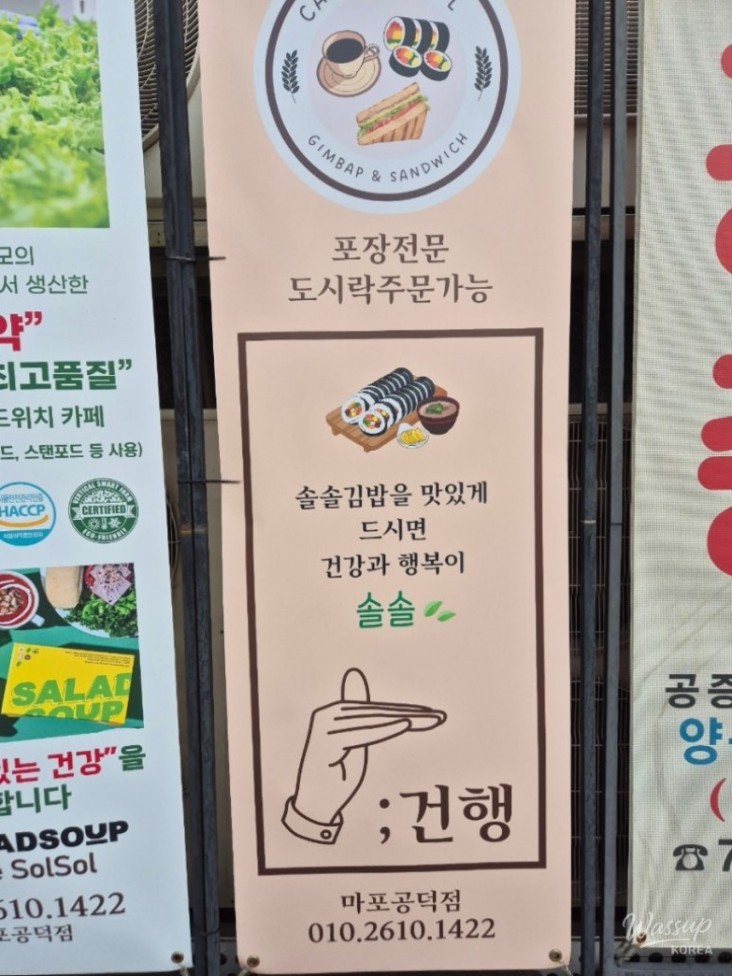 GIMBAP & SANDWICH
포장전문
도시락주문가능
솔솔김밥을 맛있게
드시면
건강과 행복이
솔솔
;건행
마포공덕점
010.2610.1422
모의
서 생산한
약”
최고품질”
드위치 카페
드, 스탠포드 등 사용)
HACCP
CERTIFIED
ECO-FRIENDLY
SALAD
SOUP
있는 건강”을
합니다
ADSOUP
e SolSol
610.1422
포공덕점
공증
양
(
☎7
Wassup
KOREA